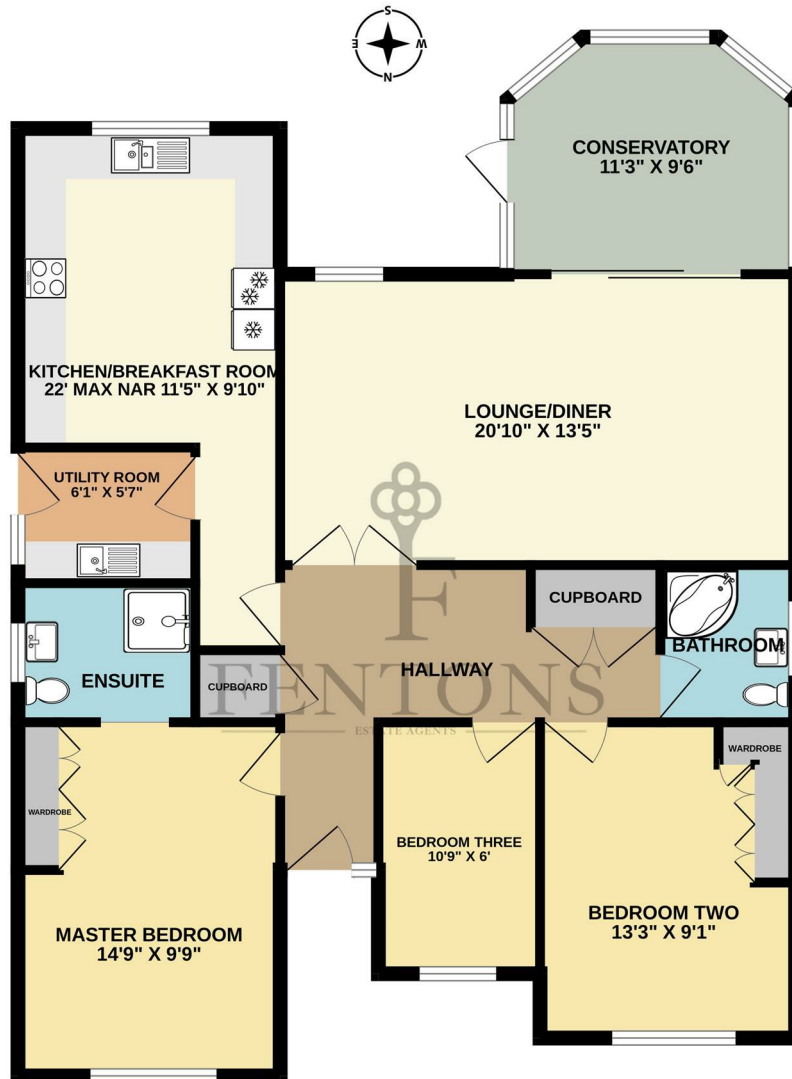 S
E
W
N
CONSERVATORY
11'3" X 9'6"
KITCHEN/BREAKFAST ROOM
22' MAX NAR 11'5" X 9'10"
LOUNGE/DINER
20'10" X 13'5"
UTILITY ROOM
6'1" X 5'7"
F
CUPBOARD
BATHROOM
ENSUITE
CUPBOARD
HALLWAY
FENTONS
ESTATE AGENTS
WARDROBE
WARDROBE
BEDROOM THREE
10'9" X 6'
MASTER BEDROOM
14'9" X 9'9"
BEDROOM TWO
13'3" X 9'1"